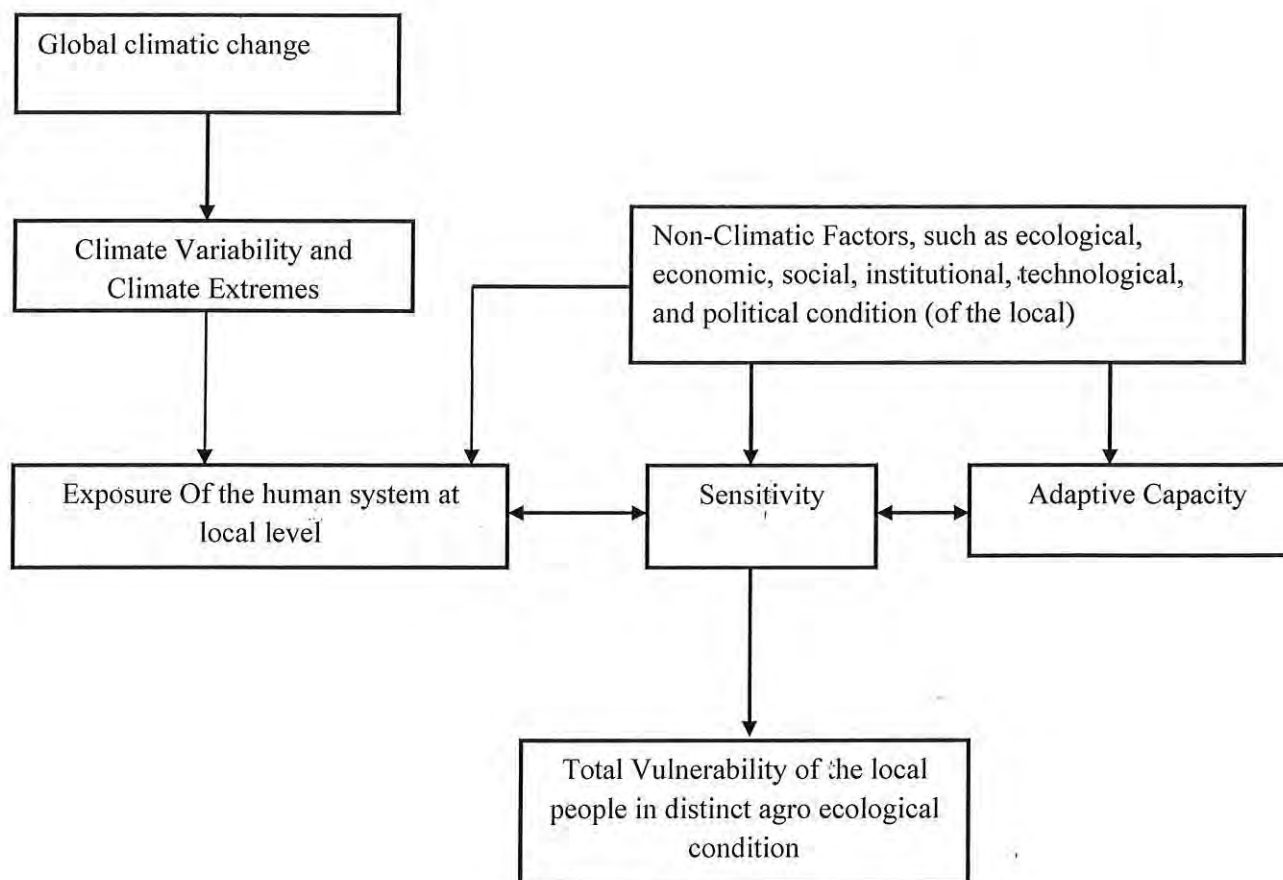 Global climatic change
Climate Variability and
Climate Extremes
Non-Climatic Factors, such as ecological,
economic, social, institutional, technological,
and political condition (of the local)
Exposure Of the human system at
local level
Sensitivity
Adaptive Capacity
Total Vulnerability of the local
people in distinct agro ecological
condition